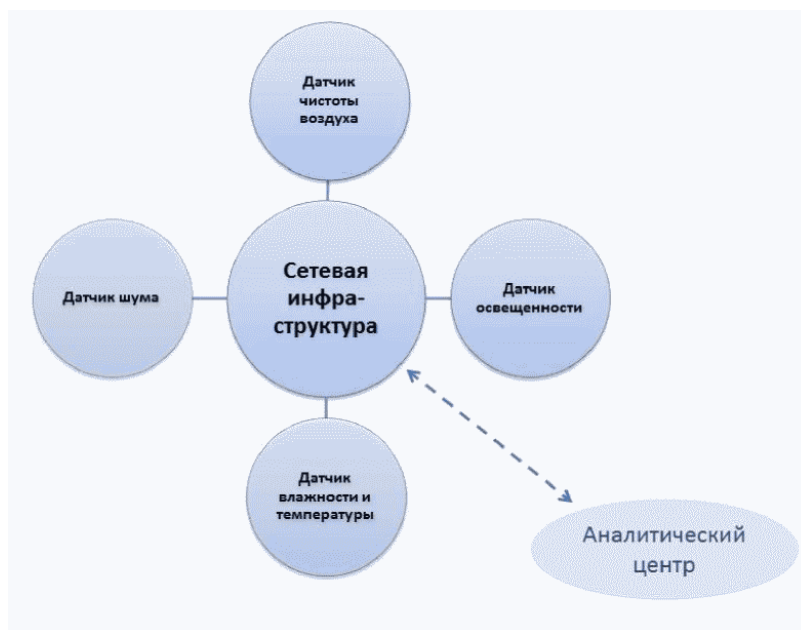 Датчик
чистоты
воздуха
Датчик шума
Сетевая
инфра-
структура
Датчик
освещенности
Датчик
влажности и
температуры
Аналитический
центр